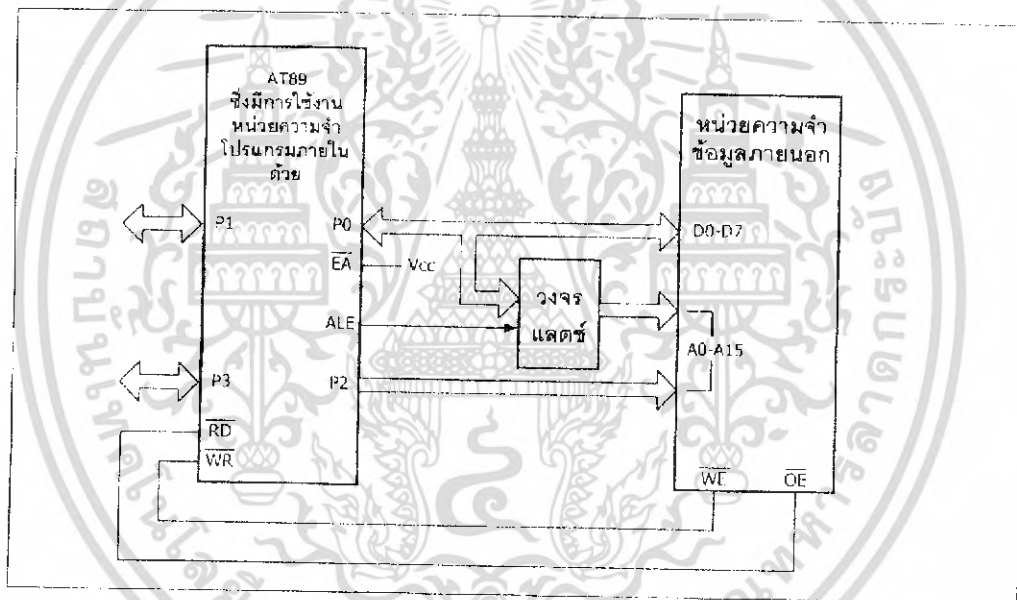 AT89
ซึ่งมีการใช้งาน
หน่วยความจำ
โปรแกรมภายใน
ด้วย
หน่วยความจำ
ข้อมูลภายนอก
P1
P0
D0-D7
EA
Vcc
วงจร
แลตช์
ALE
A0-A15
P3
P2
RD
WR
WE
OE